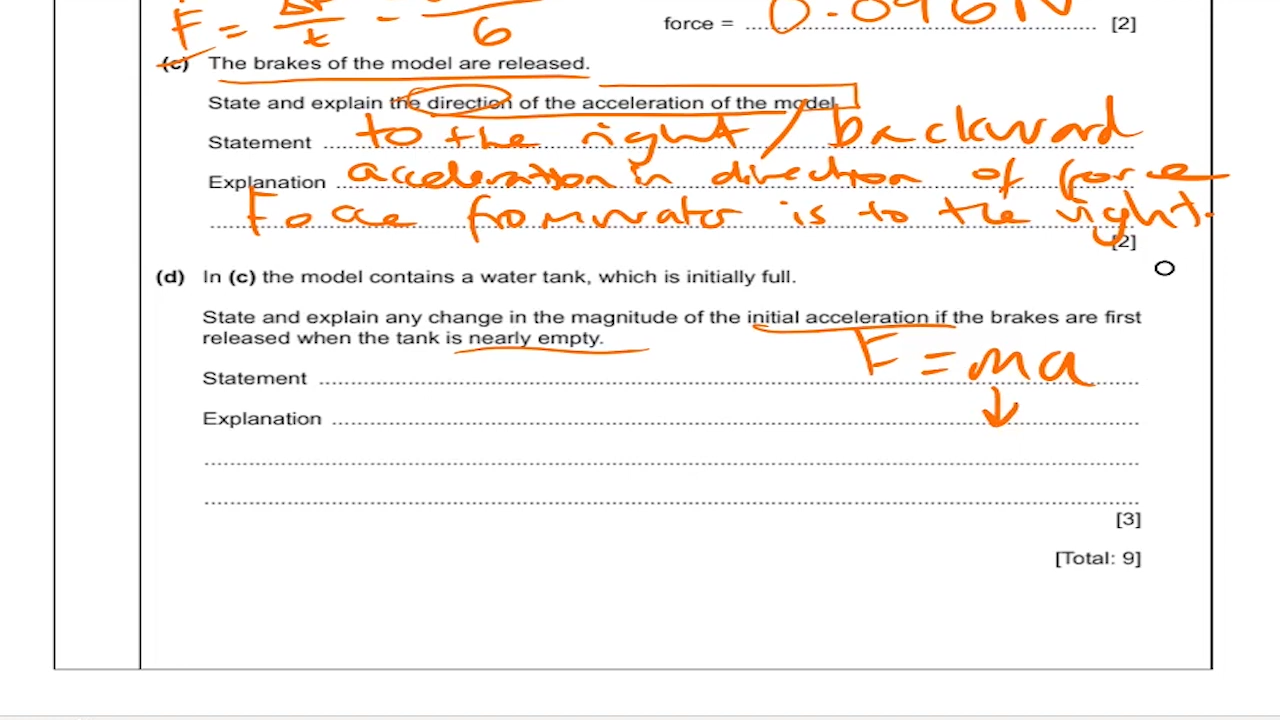 F = Δp/t = 6
force = 0.096N [2]
(c) The brakes of the model are released.
State and explain the direction of the acceleration of the model.
Statement to the right / backward
Explanation acceleration in direction of force
Force from water is to the right.
[2]
(d) In (c) the model contains a water tank, which is initially full.
State and explain any change in the magnitude of the initial acceleration if the brakes are first
released when the tank is nearly empty.
F = ma
Statement
Explanation
[3]
[Total: 9]